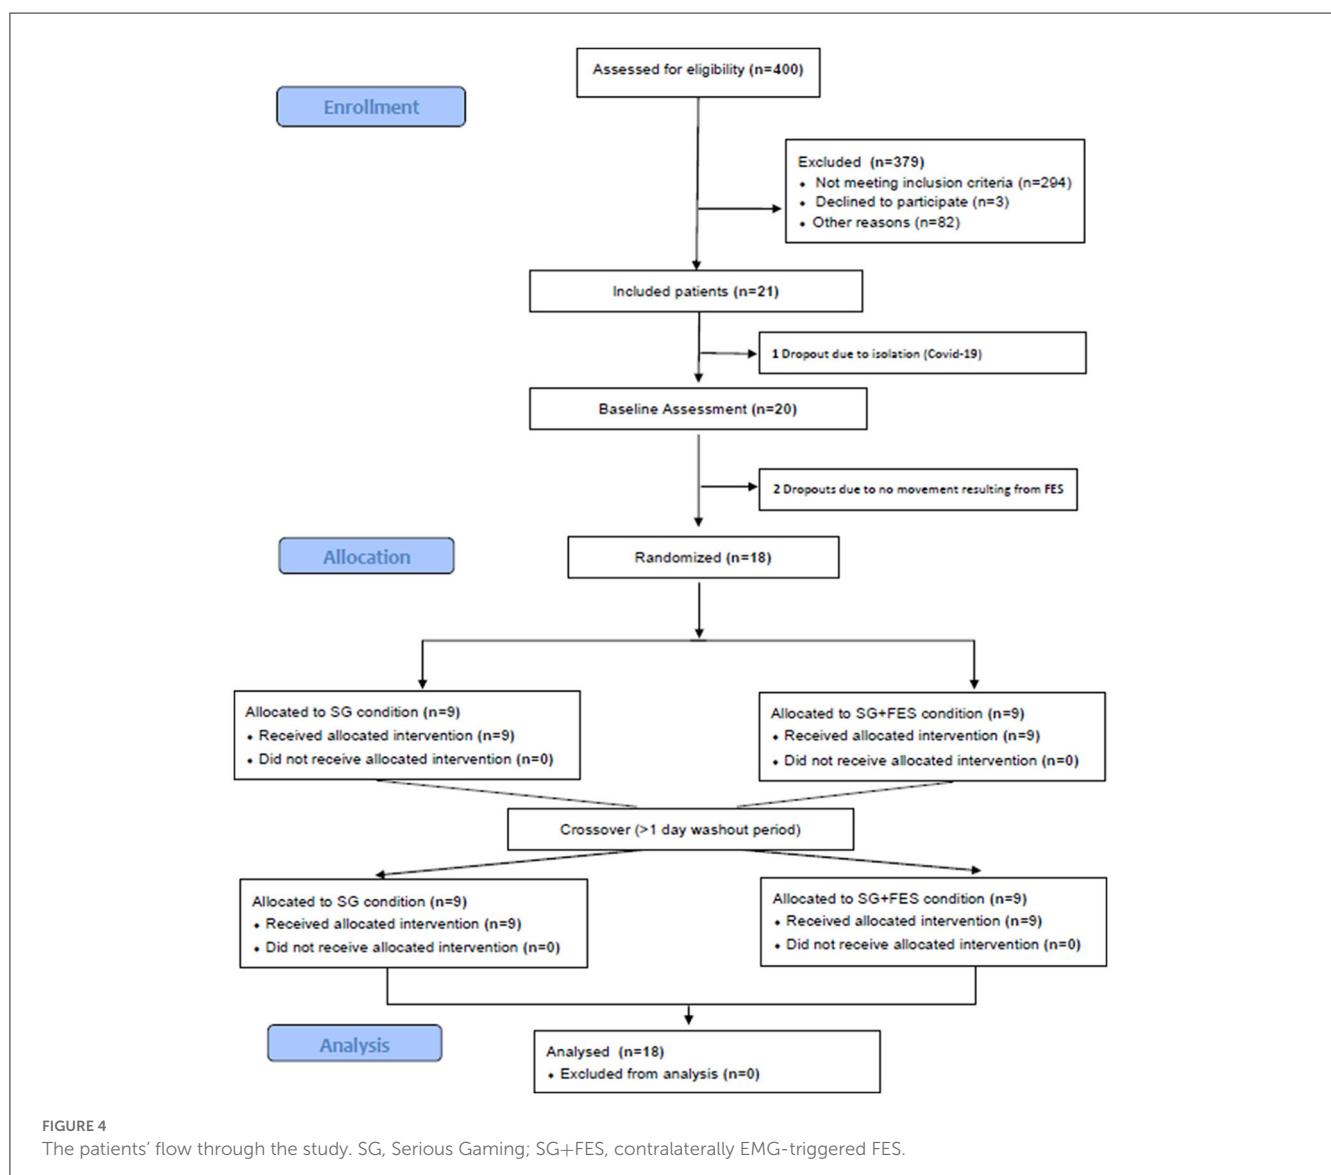 Assessed for eligibility (n=400)
Enrollment
Excluded (n=379)
• Not meeting inclusion criteria (n=294)
• Declined to participate (n=3)
• Other reasons (n=82)
Included patients (n=21)
1 Dropout due to isolation (Covid-19)
Baseline Assessment (n=20)
2 Dropouts due to no movement resulting from FES
Allocation
Randomized (n=18)
Allocated to SG condition (n=9)
• Received allocated intervention (n=9)
• Did not receive allocated intervention (n=0)
Allocated to SG+FES condition (n=9)
• Received allocated intervention (n=9)
• Did not receive allocated intervention (n=0)
Crossover (>1 day washout period)
Allocated to SG condition (n=9)
• Received allocated intervention (n=9)
• Did not receive allocated intervention (n=0)
Allocated to SG+FES condition (n=9)
• Received allocated intervention (n=9)
• Did not receive allocated intervention (n=0)
Analysis
Analysed (n=18)
• Excluded from analysis (n=0)
FIGURE 4
The patients' flow through the study. SG, Serious Gaming; SG+FES, contralaterally EMG-triggered FES.